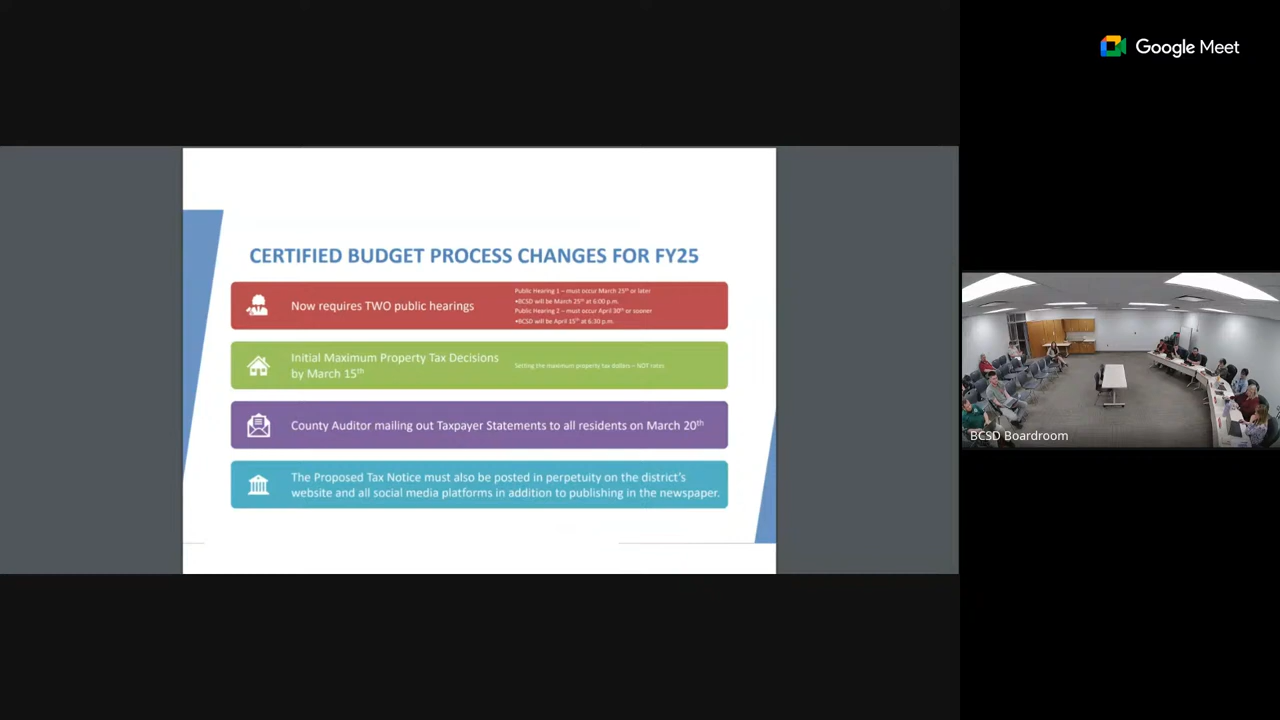 Google Meet
CERTIFIED BUDGET PROCESS CHANGES FOR FY25
Now requires TWO public hearings
Public Hearing 1 – must occur March 25th or later
•BCSD will be March 25th at 6:00 p.m.
Public Hearing 2 – must occur April 30th or sooner
•BCSD will be April 15th at 6:30 p.m.
Initial Maximum Property Tax Decisions
by March 15th
Setting the maximum property tax dollars – NOT rates
County Auditor mailing out Taxpayer Statements to all residents on March 20th
The Proposed Tax Notice must also be posted in perpetuity on the district's
website and all social media platforms in addition to publishing in the newspaper.
BCSD Boardroom